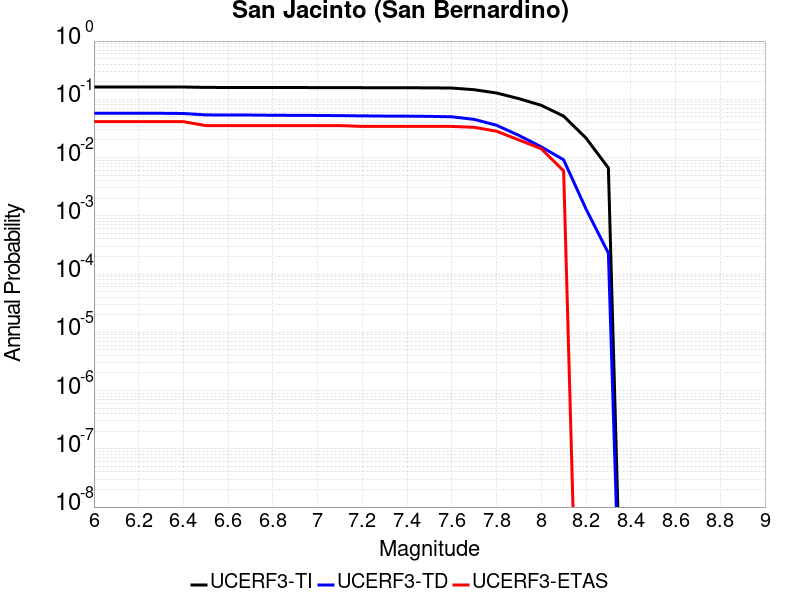 San Jacinto (San Bernardino)
10^0
10^-1
10^-2
10^-3
10^-4
10^-5
10^-6
10^-7
10^-8
Annual Probability
6 6.2 6.4 6.6 6.8 7 7.2 7.4 7.6 7.8 8 8.2 8.4 8.6 8.8 9
Magnitude
UCERF3-TI UCERF3-TD UCERF3-ETAS